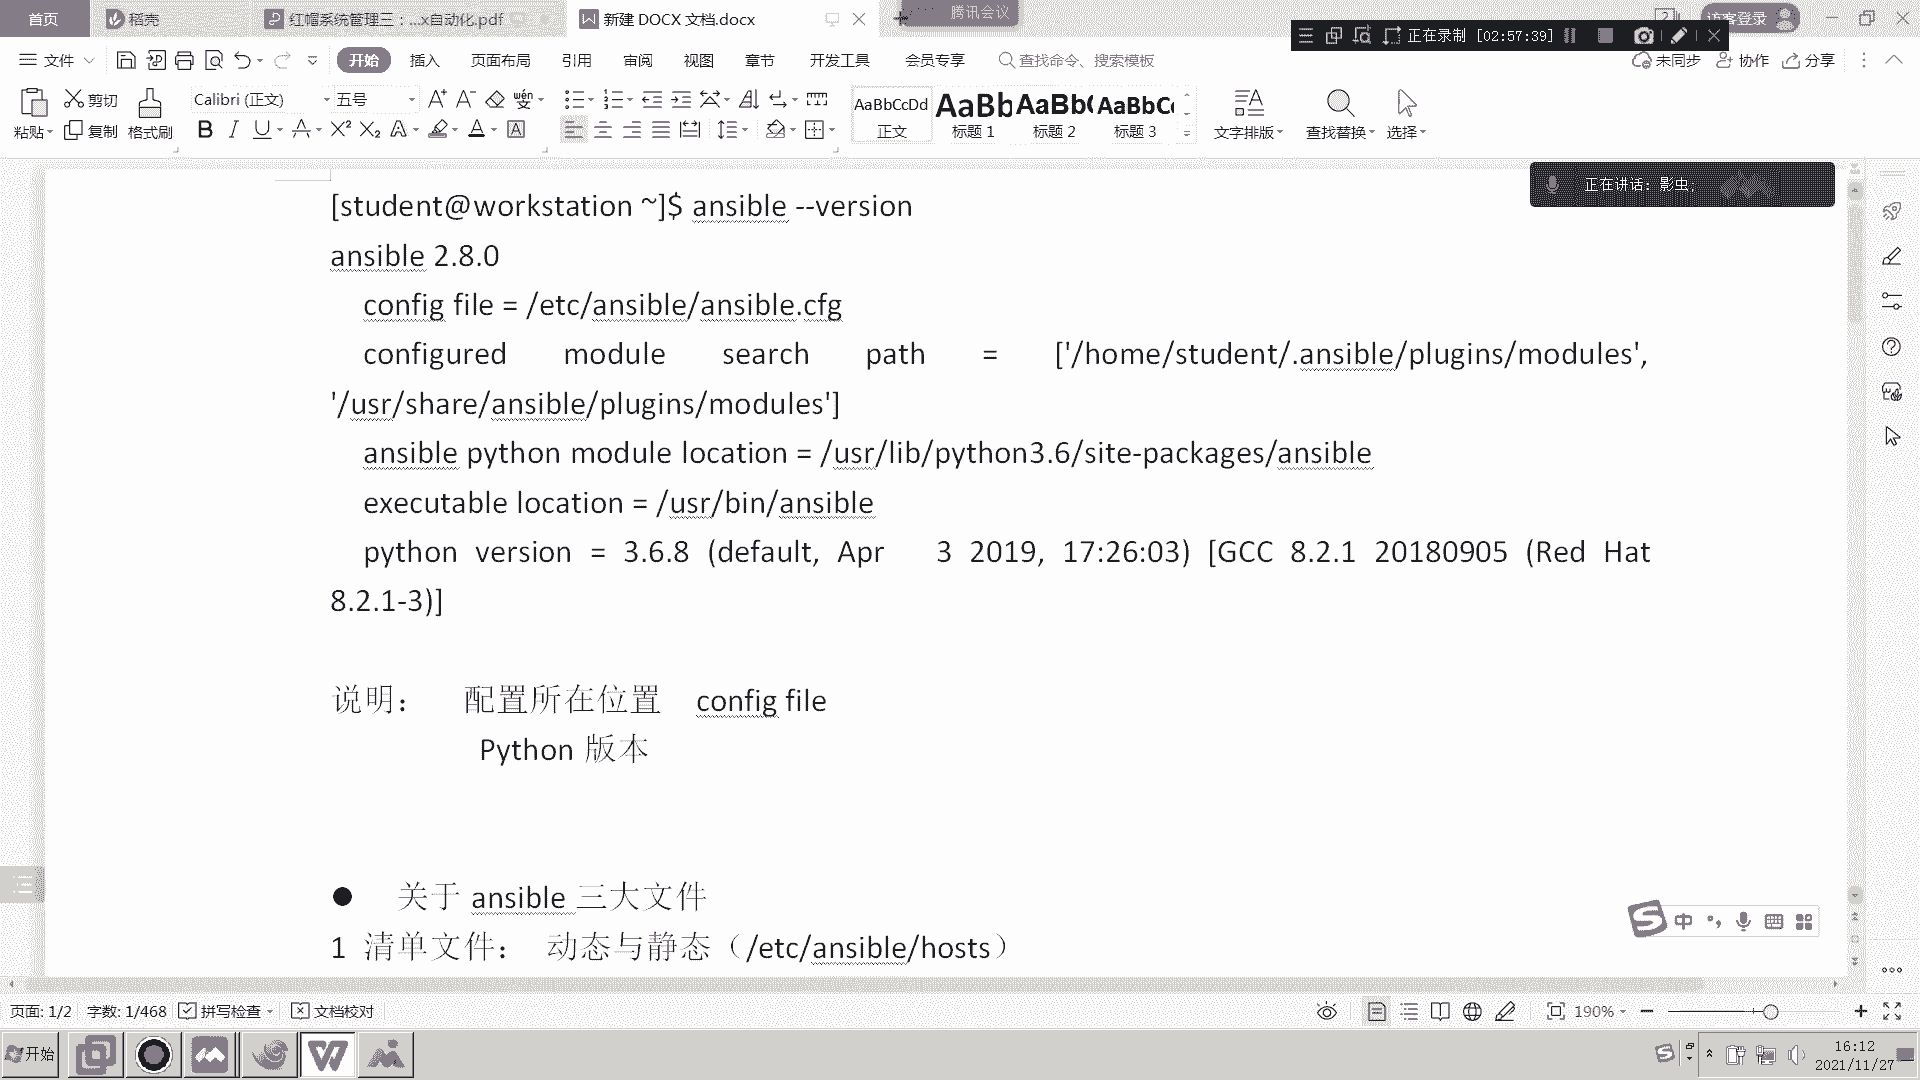 首页
稻壳
红帽系统管理三：...x自动化.pdf
新建 DOCX 文档.docx
腾讯会议
访客登录
正在录制 [02:57:39]
文件
开始
插入
页面布局
引用
审阅
视图
章节
开发工具
会员专享
查找命令、搜索模板
未同步
协作
分享
粘贴
剪切
复制
格式刷
Calibri (正文)
五号
AaBbCcDd
正文
AaBb
标题 1
AaBb(
标题 2
AaBbC
标题 3
文字排版
查找替换
选择
正在讲话：影虫;
[student@workstation ~]$ ansible --version
ansible 2.8.0
config file = /etc/ansible/ansible.cfg
configured module search path = ['/home/student/.ansible/plugins/modules',
'/usr/share/ansible/plugins/modules']
ansible python module location = /usr/lib/python3.6/site-packages/ansible
executable location = /usr/bin/ansible
python version = 3.6.8 (default, Apr 3 2019, 17:26:03) [GCC 8.2.1 20180905 (Red Hat
8.2.1-3)]
说明： 配置所在位置 config file
Python 版本
● 关于 ansible 三大文件
1 清单文件： 动态与静态（/etc/ansible/hosts）
中
页面: 1/2 字数: 1/468 拼写检查 文档校对
190%
开始
16:12
2021/11/27